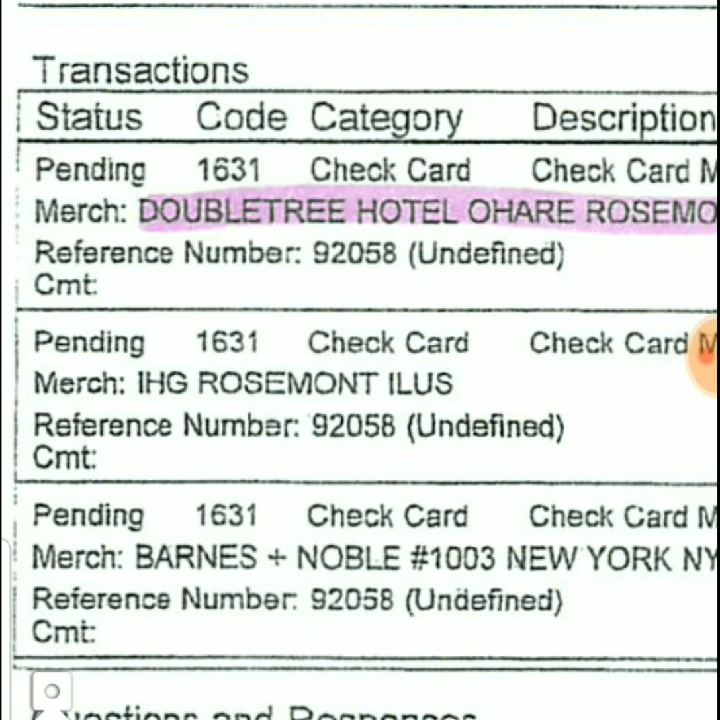 Transactions
Status Code Category Description
Pending 1631 Check Card Check Card M
Merch: DOUBLETREE HOTEL OHARE ROSEMO
Reference Number: 92058 (Undefined)
Cmt:
Pending 1631 Check Card Check Card M
Merch: IHG ROSEMONT ILUS
Reference Number: 92058 (Undefined)
Cmt:
Pending 1631 Check Card Check Card M
Merch: BARNES + NOBLE #1003 NEW YORK NY
Reference Number: 92058 (Undefined)
Cmt:
and Responses